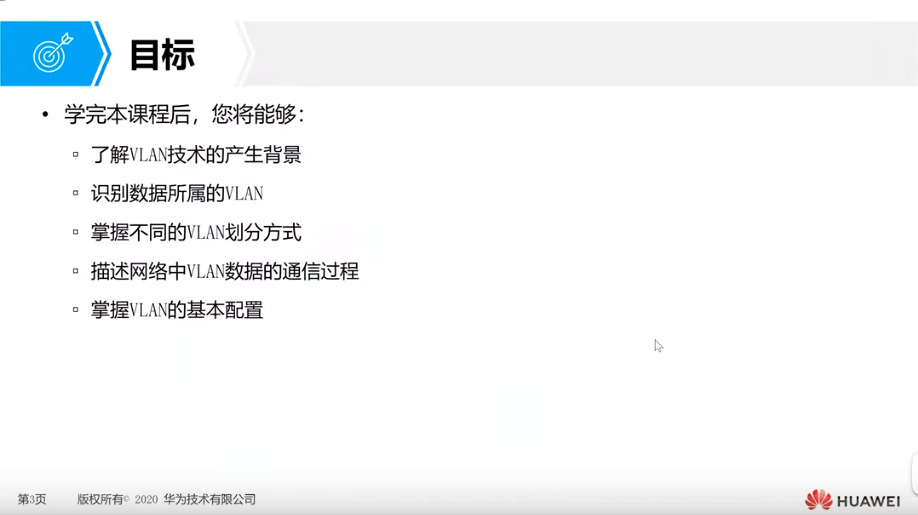 目标
• 学完本课程后，您将能够：
▫ 了解VLAN技术的产生背景
▫ 识别数据所属的VLAN
▫ 掌握不同的VLAN划分方式
▫ 描述网络中VLAN数据的通信过程
▫ 掌握VLAN的基本配置
第3页 版权所有© 2020 华为技术有限公司
HUAWEI